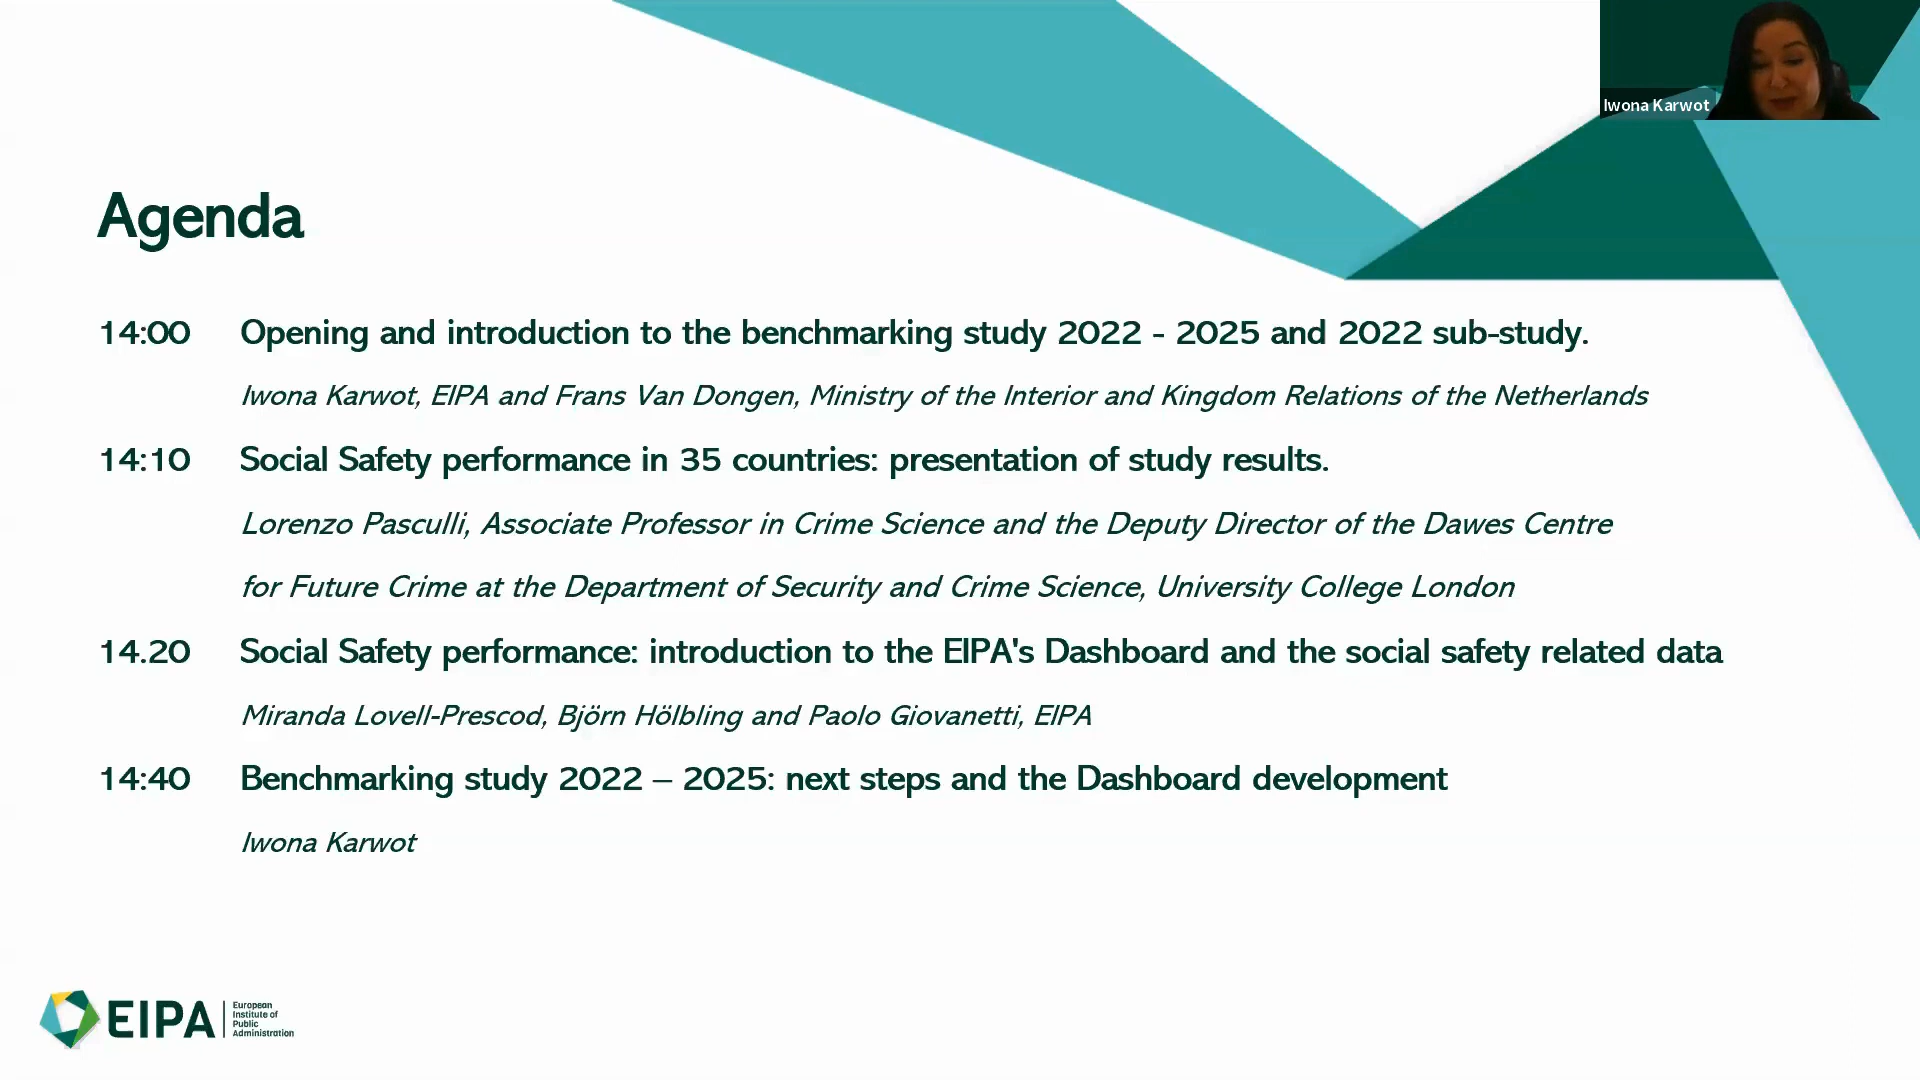 Iwona Karwot
Agenda
14:00 Opening and introduction to the benchmarking study 2022 - 2025 and 2022 sub-study.
Iwona Karwot, EIPA and Frans Van Dongen, Ministry of the Interior and Kingdom Relations of the Netherlands
14:10 Social Safety performance in 35 countries: presentation of study results.
Lorenzo Pasculli, Associate Professor in Crime Science and the Deputy Director of the Dawes Centre
for Future Crime at the Department of Security and Crime Science, University College London
14.20 Social Safety performance: introduction to the EIPA's Dashboard and the social safety related data
Miranda Lovell-Prescod, Björn Hölbling and Paolo Giovanetti, EIPA
14:40 Benchmarking study 2022 – 2025: next steps and the Dashboard development
Iwona Karwot
EIPA
European
Institute of
Public
Administration